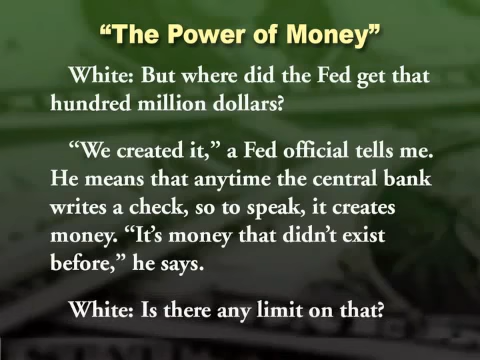 “The Power of Money”
White: But where did the Fed get that
hundred million dollars?
“We created it,” a Fed official tells me.
He means that anytime the central bank
writes a check, so to speak, it creates
money. “It’s money that didn’t exist
before,” he says.
White: Is there any limit on that?